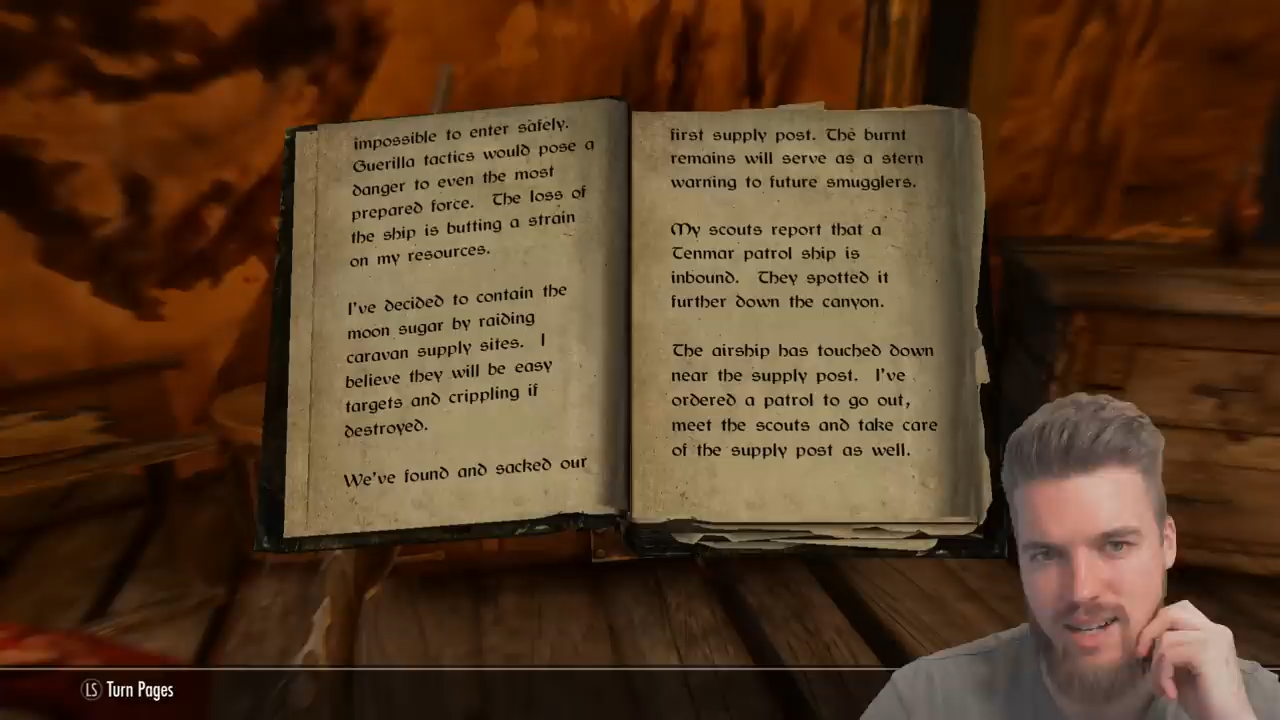 impossible to enter safely.
Guerilla tactics would pose a
danger to even the most
prepared force.  The loss of
the ship is butting a strain
on my resources.
I've decided to contain the
moon sugar by raiding
caravan supply sites.  I
believe they will be easy
targets and crippling if
destroyed.
We've found and sacked our
first supply post. The burnt
remains will serve as a stern
warning to future smugglers.
My scouts report that a
Tenmar patrol ship is
inbound.  They spotted it
further down the canyon.
The airship has touched down
near the supply post.  I've
ordered a patrol to go out,
meet the scouts and take care
of the supply post as well.
LS Turn Pages